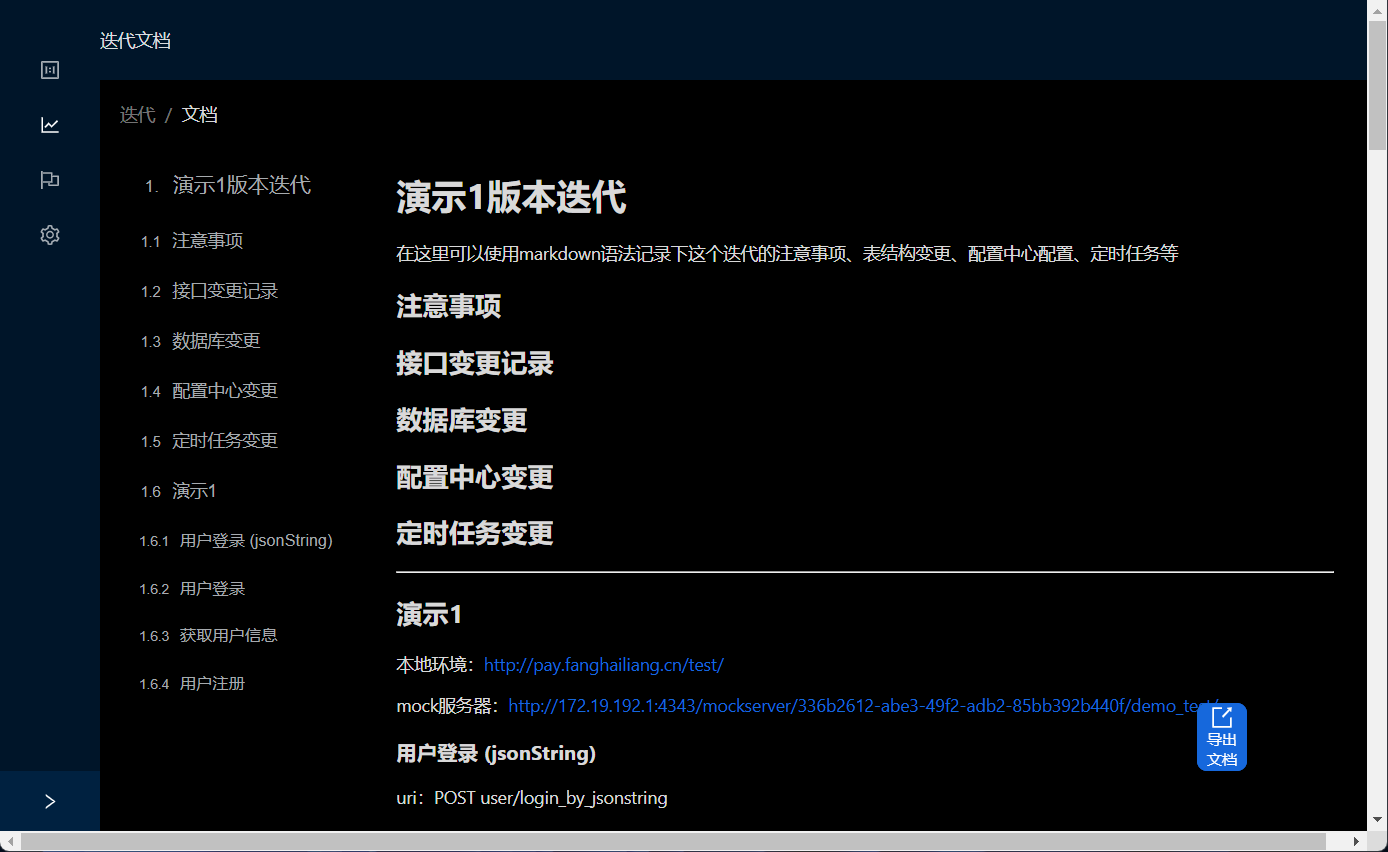 迭代文档
迭代 / 文档
1. 演示1版本迭代
1.1 注意事项
1.2 接口变更记录
1.3 数据库变更
1.4 配置中心变更
1.5 定时任务变更
1.6 演示1
1.6.1 用户登录 (jsonString)
1.6.2 用户登录
1.6.3 获取用户信息
1.6.4 用户注册
演示1版本迭代
在这里可以使用markdown语法记录下这个迭代的注意事项、表结构变更、配置中心配置、定时任务等
注意事项
接口变更记录
数据库变更
配置中心变更
定时任务变更
演示1
本地环境：http://pay.fanghailiang.cn/test/
mock服务器：http://172.19.192.1:4343/mockserver/336b2612-abe3-49f2-adb2-85bb392b440f/demo_test/
用户登录 (jsonString)
uri：POST user/login_by_jsonstring
导出
文档